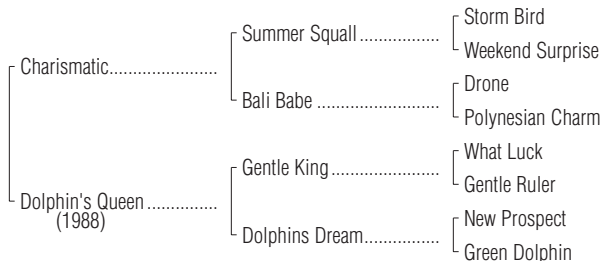 Storm Bird
Summer Squall...................
Weekend Surprise
Charismatic.........................
Drone
Bali Babe .............................
Polynesian Charm
What Luck
Gentle King .........................
Gentle Ruler
Dolphin's Queen ................
(1988)
New Prospect
Dolphins Dream..................
Green Dolphin